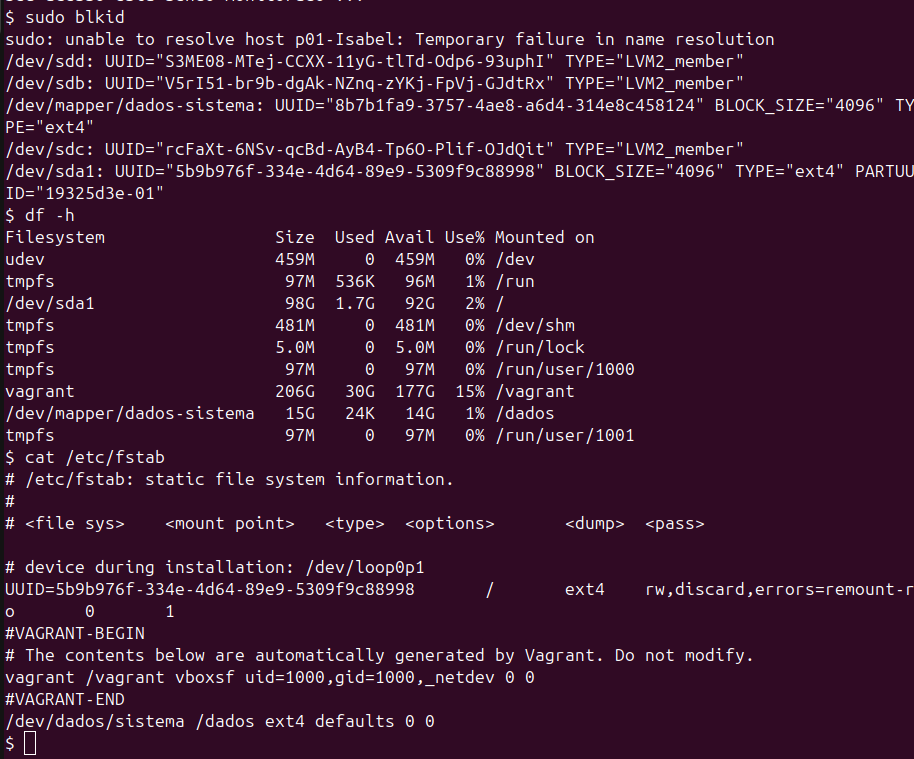 $ sudo blkid
sudo: unable to resolve host p01-Isabel: Temporary failure in name resolution
/dev/sdd: UUID="S3ME08-MTej-CCXX-11yG-tlTd-Odp6-93uphI" TYPE="LVM2_member"
/dev/sdb: UUID="V5rI51-br9b-dgAk-NZnq-zYKj-FpVj-GJdtRx" TYPE="LVM2_member"
/dev/mapper/dados-sistema: UUID="8b7b1fa9-3757-4ae8-a6d4-314e8c458124" BLOCK_SIZE="4096" TY
PE="ext4"
/dev/sdc: UUID="rcFaXt-6NSv-qcBd-AyB4-Tp6O-Plif-OJdQit" TYPE="LVM2_member"
/dev/sda1: UUID="5b9b976f-334e-4d64-89e9-5309f9c88998" BLOCK_SIZE="4096" TYPE="ext4" PARTUU
ID="19325d3e-01"
$ df -h
Filesystem                 Size  Used Avail Use% Mounted on
udev                       459M     0  459M   0% /dev
tmpfs                       97M  536K   96M   1% /run
/dev/sda1                   98G  1.7G   92G   2% /
tmpfs                      481M     0  481M   0% /dev/shm
tmpfs                      5.0M     0  5.0M   0% /run/lock
tmpfs                       97M     0   97M   0% /run/user/1000
vagrant                    206G   30G  177G  15% /vagrant
/dev/mapper/dados-sistema   15G   24K   14G   1% /dados
tmpfs                       97M     0   97M   0% /run/user/1001
$ cat /etc/fstab
# /etc/fstab: static file system information.
#
# <file sys>    <mount point>   <type>  <options>       <dump>  <pass>
# device during installation: /dev/loop0p1
UUID=5b9b976f-334e-4d64-89e9-5309f9c88998       /       ext4    rw,discard,errors=remount-r
o       0       1
#VAGRANT-BEGIN
# The contents below are automatically generated by Vagrant. Do not modify.
vagrant /vagrant vboxsf uid=1000,gid=1000,_netdev 0 0
#VAGRANT-END
/dev/dados/sistema /dados ext4 defaults 0 0
$